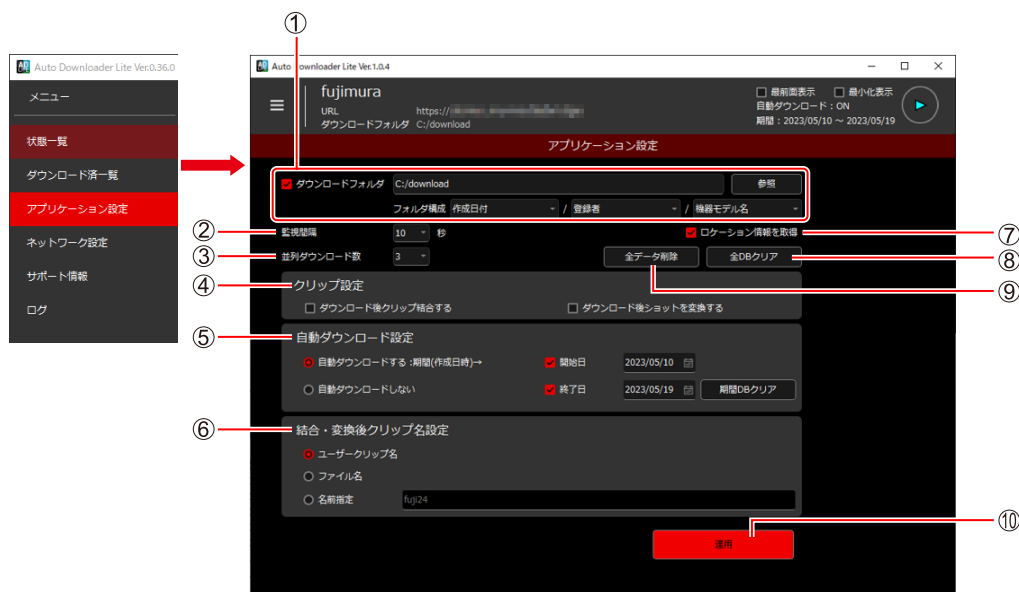 ①
Auto Downloader Lite Ver.0.36.0
メニュー
状態一覧
ダウンロード済一覧
アプリケーション設定
ネットワーク設定
サポート情報
ログ
Auto Downloader Lite Ver.1.0.4
fujimura
URL https://
ダウンロードフォルダ C:/download
最前面表示 最小化表示
自動ダウンロード：ON
期間：2023/05/10 ～ 2023/05/19
アプリケーション設定
ダウンロードフォルダ C:/download 参照
フォルダ構成 作成日付 / 登録者 / 機器モデル名
② 監視間隔 10 秒 ロケーション情報を取得 ⑦
③ 並列ダウンロード数 3 全データ削除 全DBクリア ⑧
④ クリップ設定 ⑨
ダウンロード後クリップ結合する ダウンロード後ショットを変換する
⑤ 自動ダウンロード設定
自動ダウンロードする :期間(作成日時)→ 開始日 2023/05/10
自動ダウンロードしない 終了日 2023/05/19 期間DBクリア
⑥ 結合・変換後クリップ名設定
ユーザークリップ名
ファイル名
名前指定 fuji24
適用 ⑩